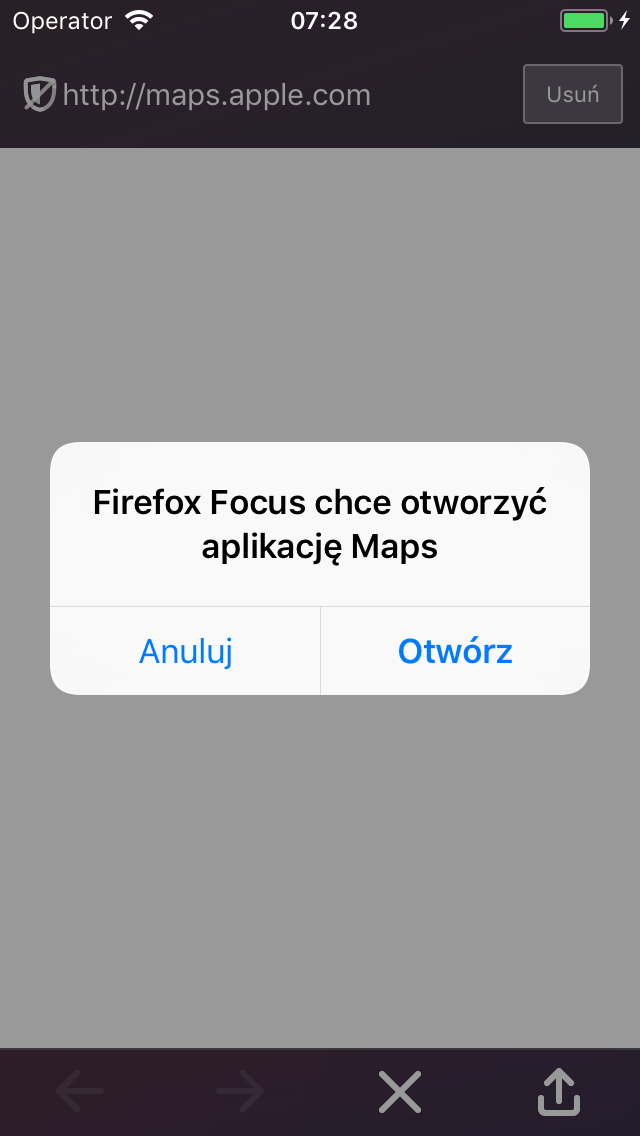 Operator 07:28
http://maps.apple.com Usuń
Firefox Focus chce otworzyć
aplikację Maps
Anuluj Otwórz